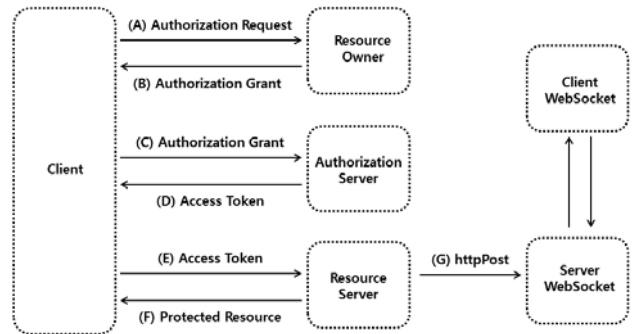 (A) Authorization Request
Resource
Owner
(B) Authorization Grant
Client
WebSocket
(C) Authorization Grant
Client
Authorization
Server
(D) Access Token
(E) Access Token
(G) httpPost
Resource
Server
Server
WebSocket
(F) Protected Resource